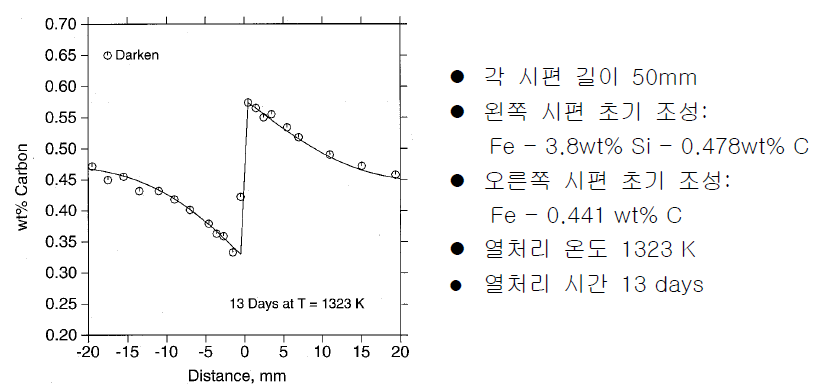 0.70
0.65
0.60
0.55
0.50
0.45
0.40
0.35
0.30
0.25
0.20
wt% Carbon
Darken
13 Days at T = 1323 K
-20 -15 -10 -5 0 5 10 15 20
Distance, mm
● 각 시편 길이 50mm
● 왼쪽 시편 초기 조성:
Fe - 3.8wt% Si - 0.478wt% C
● 오른쪽 시편 초기 조성:
Fe - 0.441 wt% C
● 열처리 온도 1323 K
● 열처리 시간 13 days